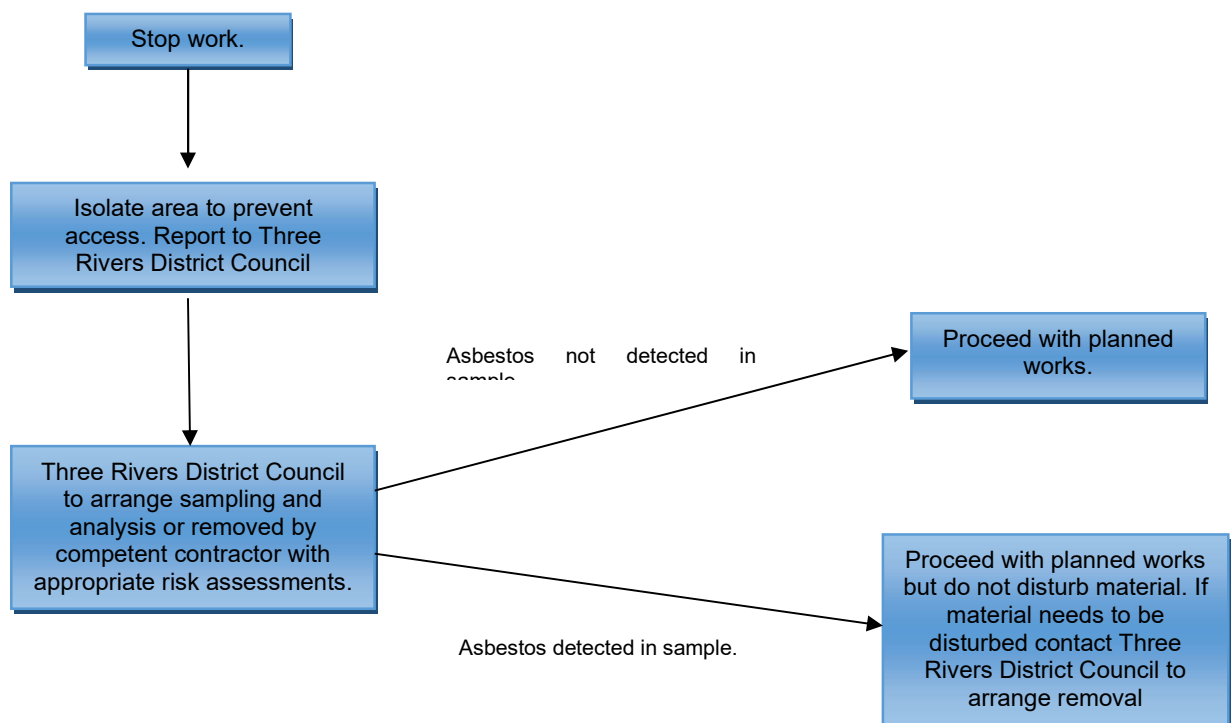 Stop work.
Isolate area to prevent
access. Report to Three
Rivers District Council
Asbestos not detected in
Proceed with planned
works.
Three Rivers District Council
to arrange sampling and
analysis or removed by
competent contractor with
appropriate risk assessments.
Proceed with planned works
but do not disturb material. If
material needs to be
disturbed contact Three
Rivers District Council to
arrange removal
Asbestos detected in sample.